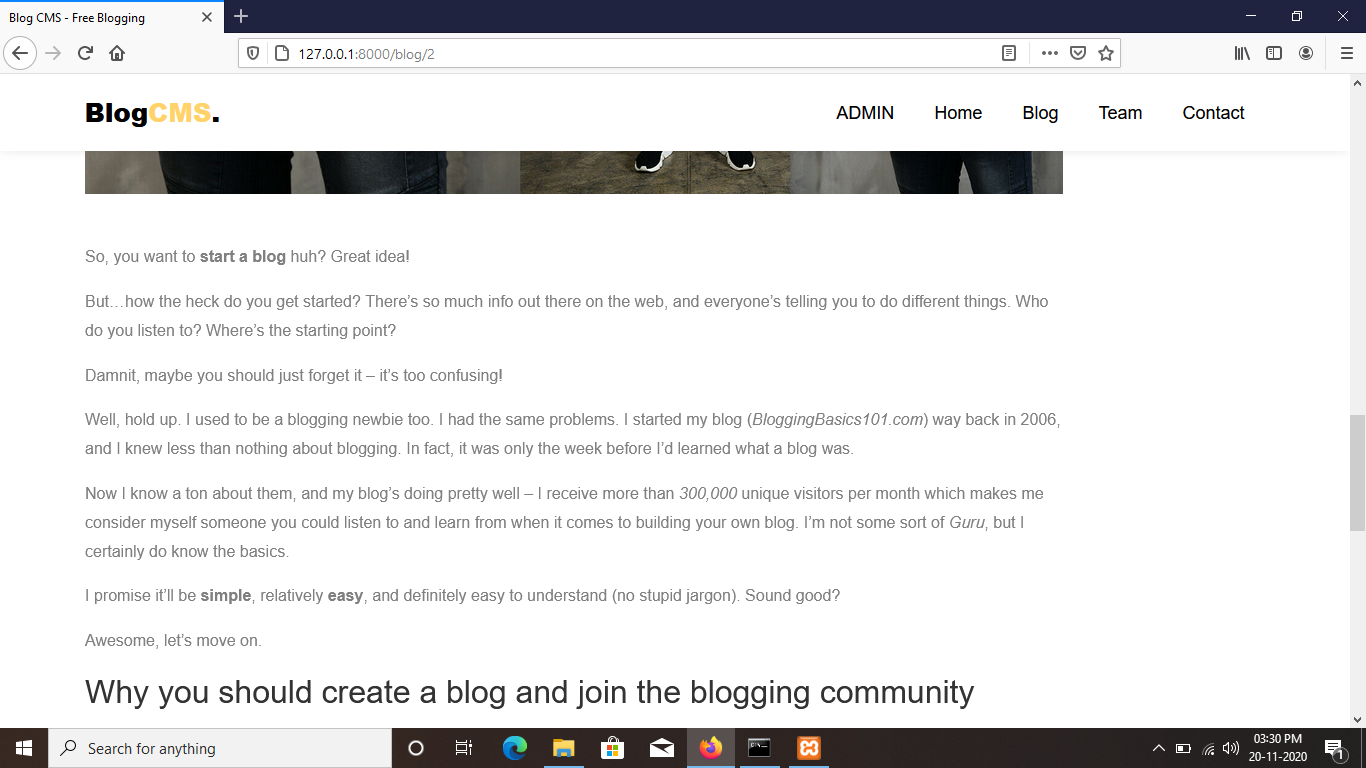 Blog CMS - Free Blogging
127.0.0.1:8000/blog/2
BlogCMS.
ADMIN Home Blog Team Contact
So, you want to start a blog huh? Great idea!
But…how the heck do you get started? There’s so much info out there on the web, and everyone’s telling you to do different things. Who
do you listen to? Where’s the starting point?
Damnit, maybe you should just forget it – it’s too confusing!
Well, hold up. I used to be a blogging newbie too. I had the same problems. I started my blog (BloggingBasics101.com) way back in 2006,
and I knew less than nothing about blogging. In fact, it was only the week before I’d learned what a blog was.
Now I know a ton about them, and my blog’s doing pretty well – I receive more than 300,000 unique visitors per month which makes me
consider myself someone you could listen to and learn from when it comes to building your own blog. I’m not some sort of Guru, but I
certainly do know the basics.
I promise it’ll be simple, relatively easy, and definitely easy to understand (no stupid jargon). Sound good?
Awesome, let’s move on.
Why you should create a blog and join the blogging community
Search for anything
03:30 PM
20-11-2020
1